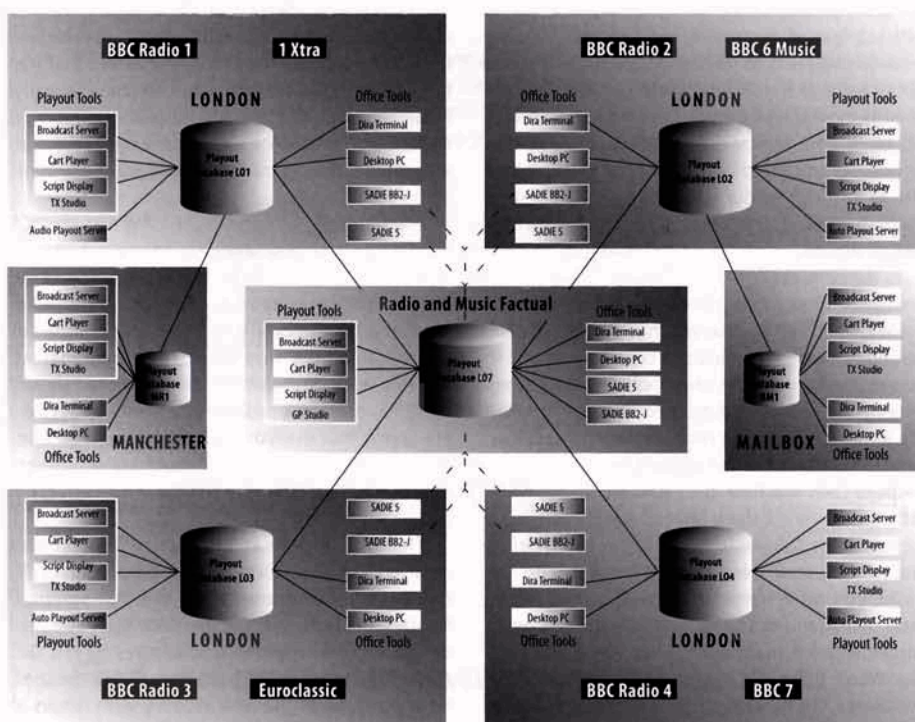 BBC Radio 1
1 Xtra
Playout Tools
LONDON
Office Tools
Broadcast Server
Cart Player
Script Display
TX Studio
Audio Playout Server
Playout
Database L01
Dira Terminal
Desktop PC
SADIE BB2-J
SADIE 5
BBC Radio 2
BBC 6 Music
Office Tools
LONDON
Playout Tools
Dira Terminal
Desktop PC
SADIE BB2-J
SADIE 5
Playout
Database L02
Broadcast Server
Cart Player
Script Display
TX Studio
Auto Playout Server
Broadcast Server
Cart Player
Script Display
TX Studio
Dira Terminal
Desktop PC
Office Tools
Playout
Database
MANCHESTER
Radio and Music Factual
Playout Tools
Office Tools
Broadcast Server
Cart Player
Script Display
GP Studio
Playout
Database L07
Dira Terminal
Desktop PC
SADIE 5
SADIE BB2-J
Playout
Database
MAILBOX
Broadcast Server
Cart Player
Script Display
TX Studio
Dira Terminal
Desktop PC
Office Tools
Broadcast Server
Cart Player
Script Display
TX Studio
Auto Playout Server
Playout Tools
Playout
Database L03
LONDON
SADIE 5
SADIE BB2-J
Dira Terminal
Desktop PC
Office Tools
BBC Radio 3
Euroclassic
SADIE 5
SADIE BB2-J
Dira Terminal
Desktop PC
Office Tools
Playout
Database L04
LONDON
Broadcast Server
Cart Player
Script Display
TX Studio
Auto Playout Server
Playout Tools
BBC Radio 4
BBC 7